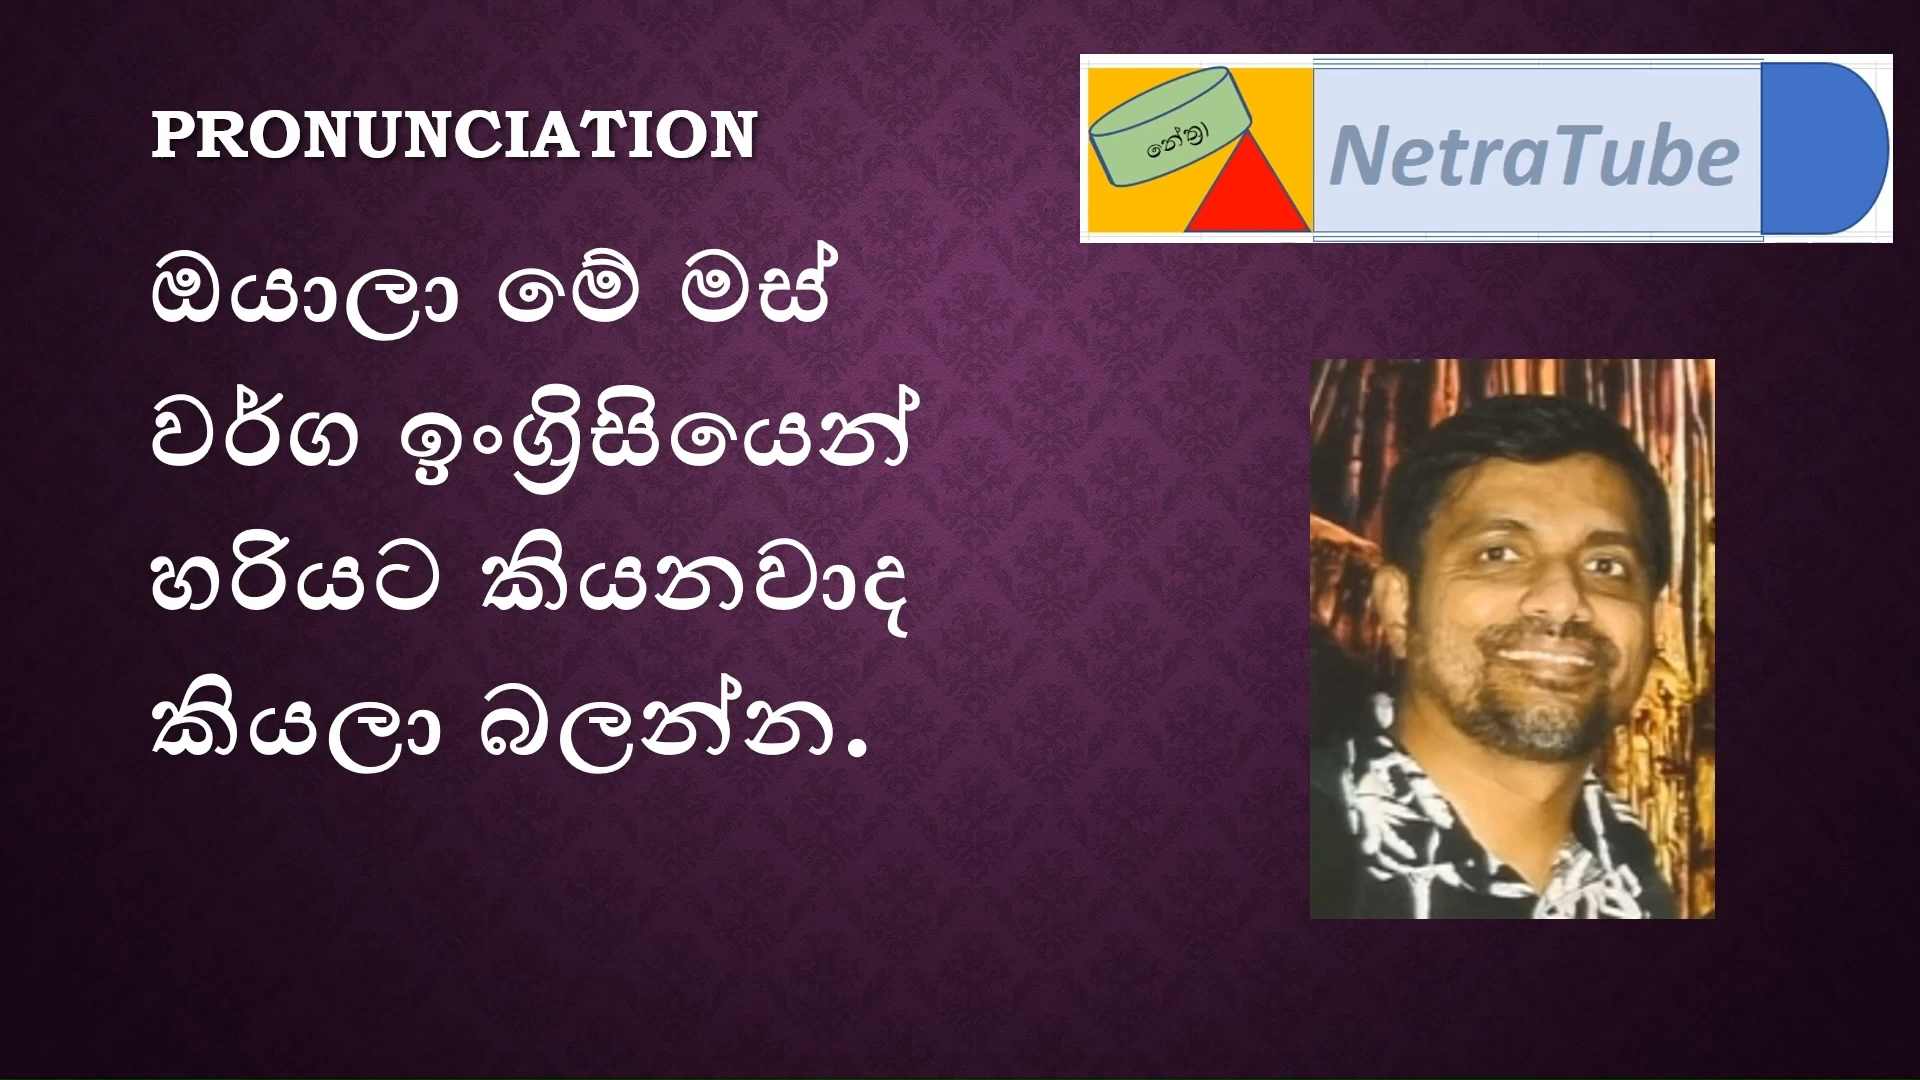 PRONUNCIATION
ඔයාලා මේ මස්
වර්ග ඉංග්‍රිසියෙන්
හරියට කියනවාද
කියලා බලන්න.
නේත්‍රා
NetraTube